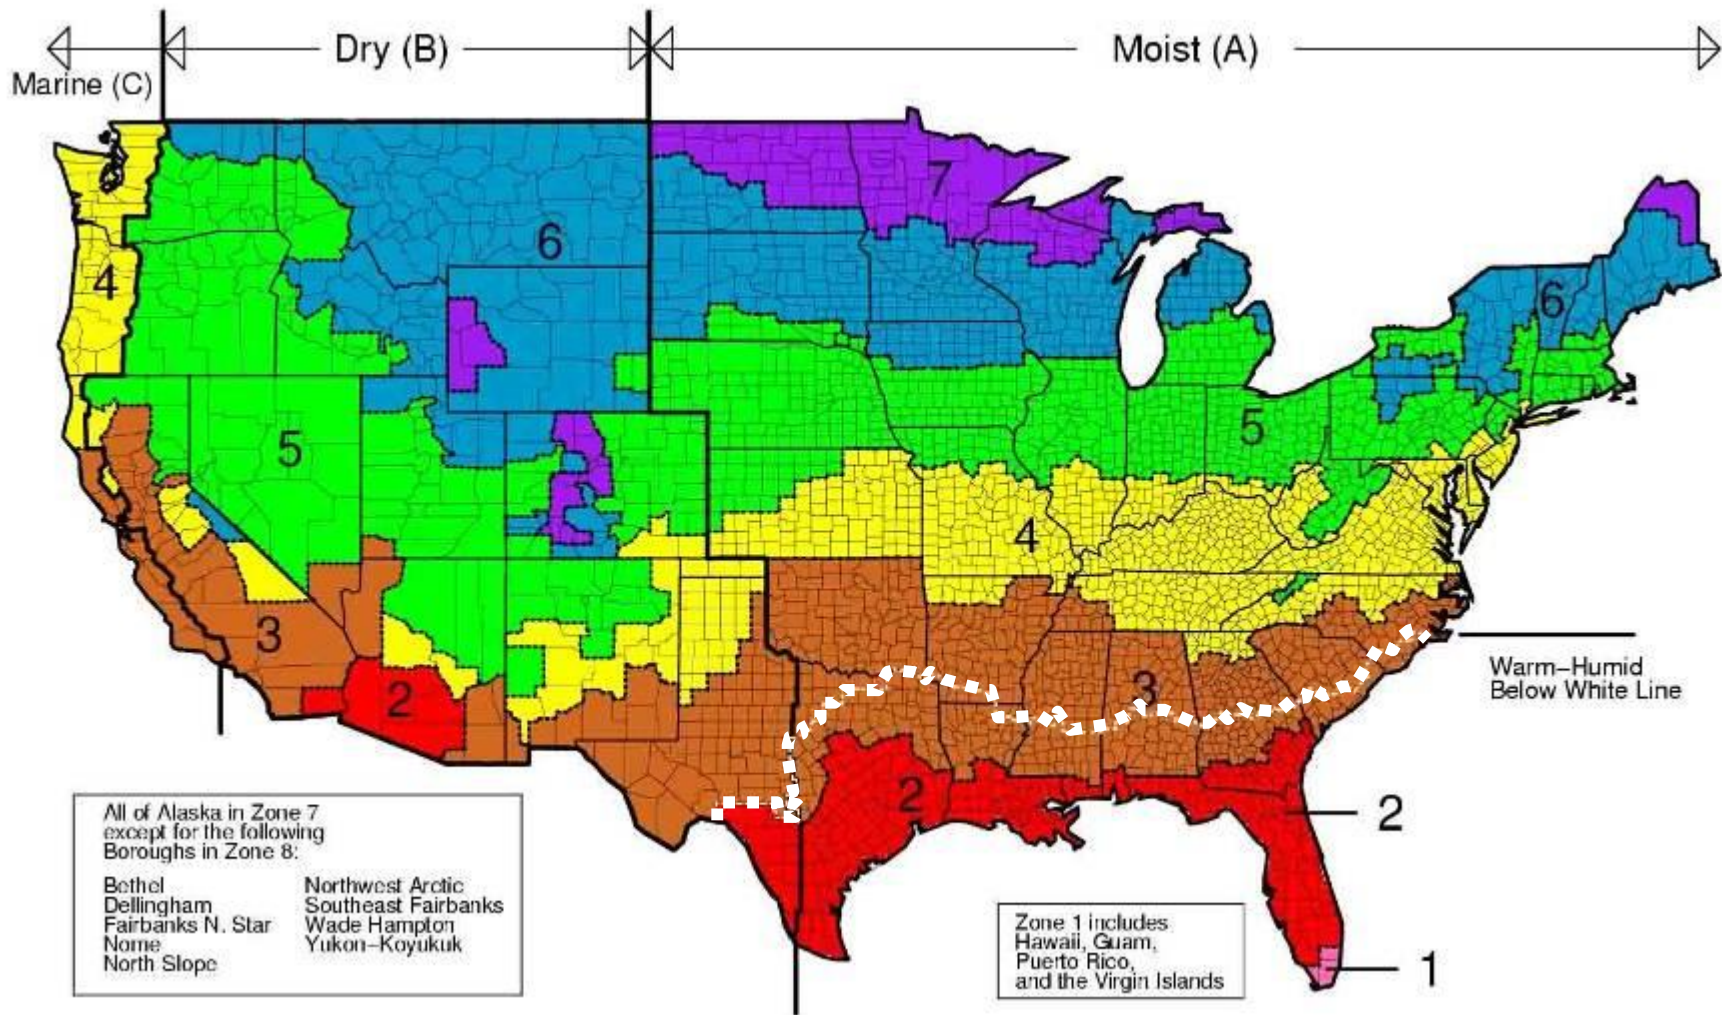 Dry (B)
Moist (A)
Marine (C)
7
6
4
6
5
5
4
3
3
2
2
Warm–Humid
Below White Line
2
1
All of Alaska in Zone 7
except for the following
Boroughs in Zone 8:
Bethel
Dellingham
Fairbanks N. Star
Nome
North Slope
Northwest Arctic
Southeast Fairbanks
Wade Hampton
Yukon–Koyukuk
Zone 1 includes
Hawaii, Guam,
Puerto Rico,
and the Virgin Islands